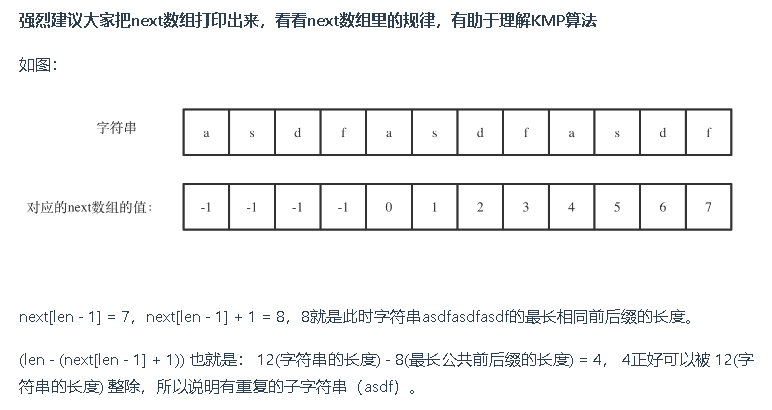 强烈建议大家把next数组打印出来，看看next数组里的规律，有助于理解KMP算法
如图：
字符串 a s d f a s d f a s d f
对应的next数组的值： -1 -1 -1 -1 0 1 2 3 4 5 6 7
next[len - 1] = 7，next[len - 1] + 1 = 8，8就是此时字符串asdfasdfasdf的最长相同前后缀的长度。
(len - (next[len - 1] + 1)) 也就是： 12(字符串的长度) - 8(最长公共前后缀的长度) = 4， 4正好可以被 12(字
符串的长度) 整除，所以说明有重复的子字符串（asdf）。